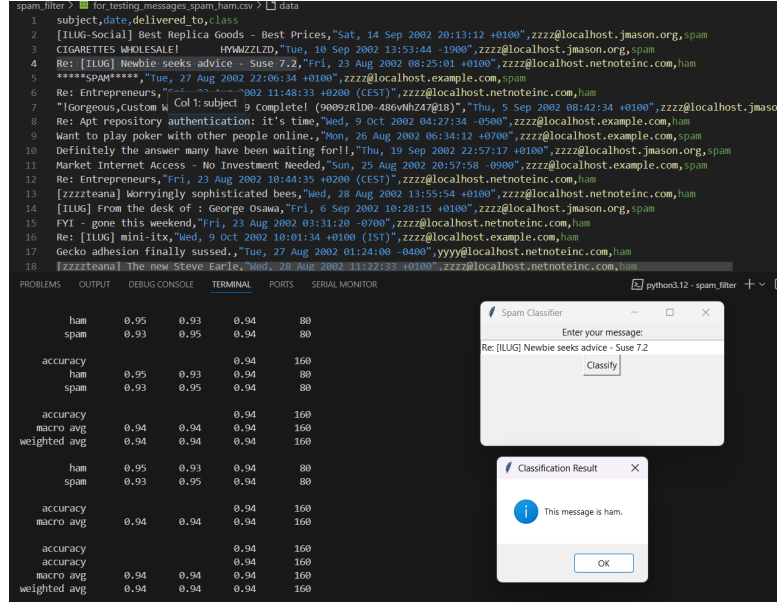 spam_filter > for_testing_messages_spam_ham.csv > data
1 subject,date,delivered_to,class
2 [ILUG-Social] Best Replica Goods - Best Prices,"Sat, 14 Sep 2002 20:13:12 +0100",zzzz@localhost.jmason.org,spam
3 CIGARETTES WHOLESALE! HYWWZZLZD,"Tue, 10 Sep 2002 13:53:44 -1900",zzzz@localhost.jmason.org,spam
4 Re: [ILUG] Newbie seeks advice - Suse 7.2,"Fri, 23 Aug 2002 08:25:01 +0100",zzzz@localhost.netnoteinc.com,ham
5 *****SPAM*****,"Tue, 27 Aug 2002 22:06:34 +0100",zzzz@localhost.example.com,spam
6 Re: Entrepreneurs, 2002 11:48:33 +0200 (CEST)",zzzz@localhost.netnoteinc.com,ham
Col 1: subject
7 "!Gorgeous,Custom W 9 Complete! (9009zRlD0-486vNhZ47@18)","Thu, 5 Sep 2002 08:42:34 +0100",zzzz@localhost.jmaso
8 Re: Apt repository authentication: it's time,"Wed, 9 Oct 2002 04:27:34 -0500",zzzz@localhost.example.com,ham
9 Want to play poker with other people online.,"Mon, 26 Aug 2002 06:34:12 +0700",zzzz@localhost.example.com,spam
10 Definitely the answer many have been waiting for!!,"Thu, 19 Sep 2002 22:57:17 +0100",zzzz@localhost.jmason.org,spam
11 Market Internet Access - No Investment Needed,"Sun, 25 Aug 2002 20:57:58 -0900",zzzz@localhost.example.com,spam
12 Re: Entrepreneurs,"Fri, 23 Aug 2002 10:44:35 +0200 (CEST)",zzzz@localhost.netnoteinc.com,ham
13 [zzzzteana] Worryingly sophisticated bees,"Wed, 28 Aug 2002 13:55:54 +0100",zzzz@localhost.netnoteinc.com,ham
14 [ILUG] From the desk of : George Osawa,"Fri, 6 Sep 2002 10:28:15 +0100",zzzz@localhost.jmason.org,spam
15 FYI - gone this weekend,"Fri, 23 Aug 2002 03:31:20 -0700",zzzz@localhost.netnoteinc.com,ham
16 Re: [ILUG] mini-itx,"Wed, 9 Oct 2002 10:01:34 +0100 (IST)",zzzz@localhost.example.com,ham
17 Gecko adhesion finally sussed.,"Tue, 27 Aug 2002 01:24:00 -0400",yyyy@localhost.netnoteinc.com,ham
18 [zzzzteana] The new Steve Earle,"Wed, 28 Aug 2002 11:22:33 +0100",zzzz@localhost.netnoteinc.com,ham
PROBLEMS OUTPUT DEBUG CONSOLE TERMINAL PORTS SERIAL MONITOR python3.12 - spam_filter
ham 0.95 0.93 0.94 80
spam 0.93 0.95 0.94 80
accuracy 0.94 160
ham 0.95 0.93 0.94 80
spam 0.93 0.95 0.94 80
accuracy 0.94 160
macro avg 0.94 0.94 0.94 160
weighted avg 0.94 0.94 0.94 160
ham 0.95 0.93 0.94 80
spam 0.93 0.95 0.94 80
accuracy 0.94 160
macro avg 0.94 0.94 0.94 160
accuracy 0.94 160
accuracy 0.94 160
macro avg 0.94 0.94 0.94 160
weighted avg 0.94 0.94 0.94 160
Spam Classifier
Enter your message:
Re: [ILUG] Newbie seeks advice - Suse 7.2
Classify
Classification Result
This message is ham.
OK